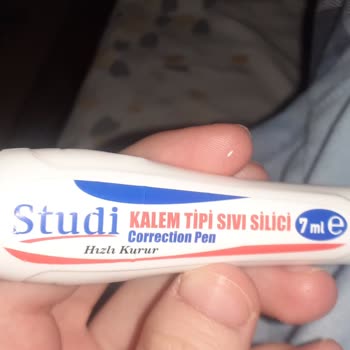 Studi
KALEM TİPİ SIVI SİLİCİ
Correction Pen
Hızlı Kurur
7 ml e